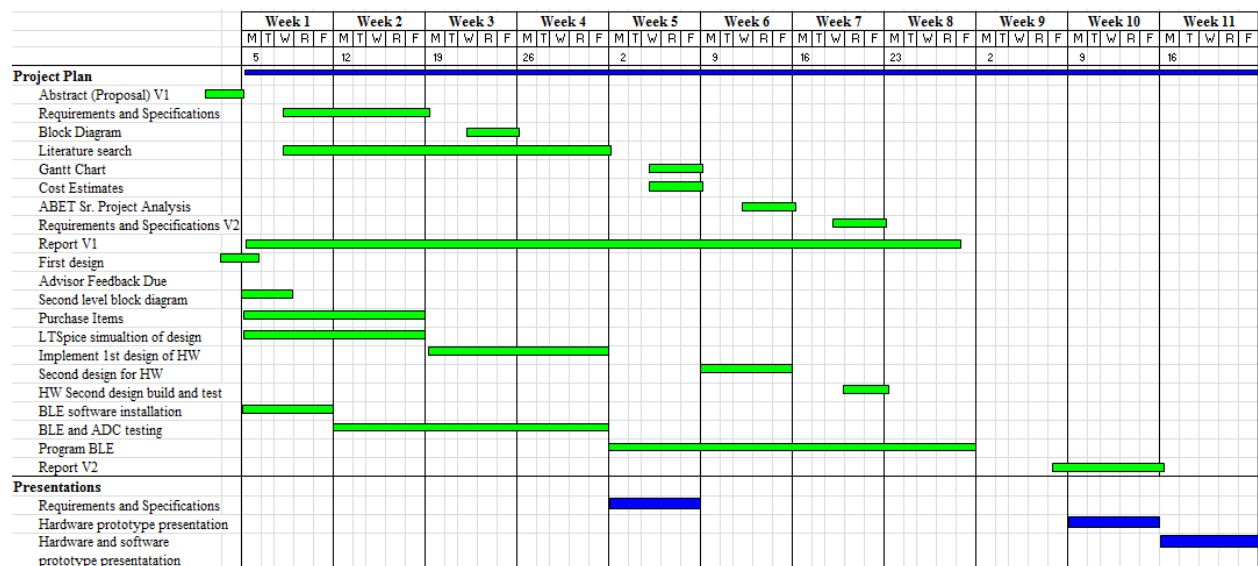 Week 1 Week 2 Week 3 Week 4 Week 5 Week 6 Week 7 Week 8 Week 9 Week 10 Week 11
M T W R F M T W R F M T W R F M T W R F M T W R F M T W R F M T W R F M T W R F M T W R F M T W R F M T W R F
5 12 19 26 2 9 16 23 2 9 16
Project Plan
Abstract (Proposal) V1
Requirements and Specifications
Block Diagram
Literature search
Gantt Chart
Cost Estimates
ABET Sr. Project Analysis
Requirements and Specifications V2
Report V1
First design
Advisor Feedback Due
Second level block diagram
Purchase Items
LTSpice simualtion of design
Implement 1st design of HW
Second design for HW
HW Second design build and test
BLE software installation
BLE and ADC testing
Program BLE
Report V2
Presentations
Requirements and Specifications
Hardware prototype presentation
Hardware and software
prototype presentatation